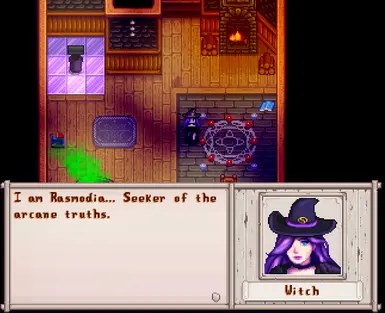 I am Rasmodia... Seeker of the
arcane truths.
Witch